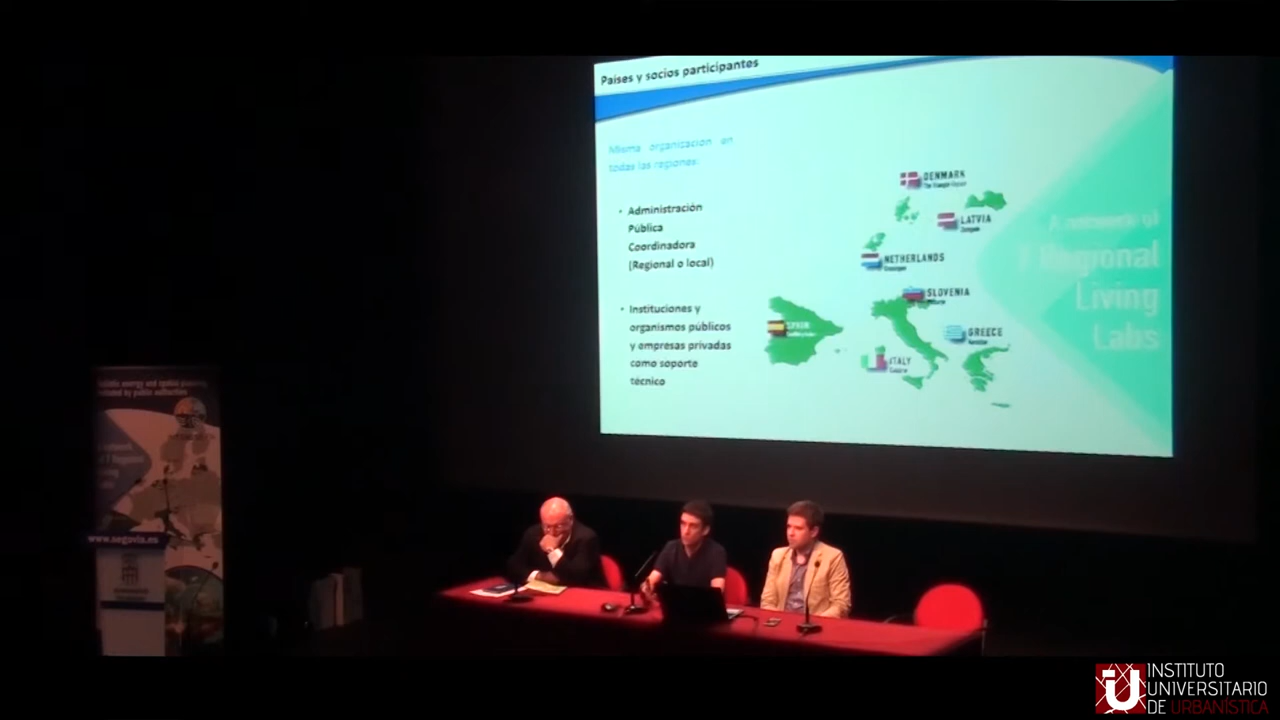 Países y socios participantes
Misma organización en
todas las regiones:
• Administración
Pública
Coordinadora
(Regional o local)
• Instituciones y
organismos públicos
y empresas privadas
como soporte
técnico
DENMARK
LATVIA
NETHERLANDS
SLOVENIA
SPAIN
GREECE
ITALY
A network of
7 Regional
Living
Labs
www.segovia.es
INSTITUTO
UNIVERSITARIO
DE URBANÍSTICA